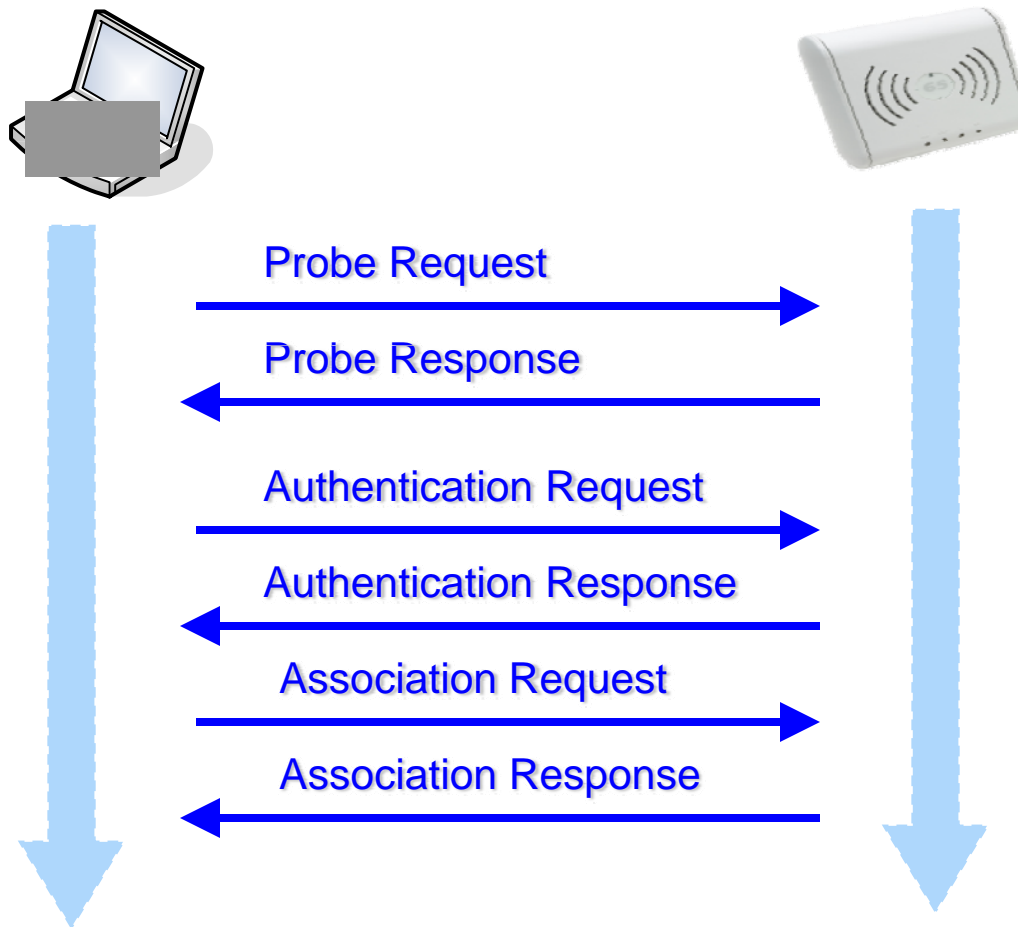 Probe Request
Probe Response
Authentication Request
Authentication Response
Association Request
Association Response